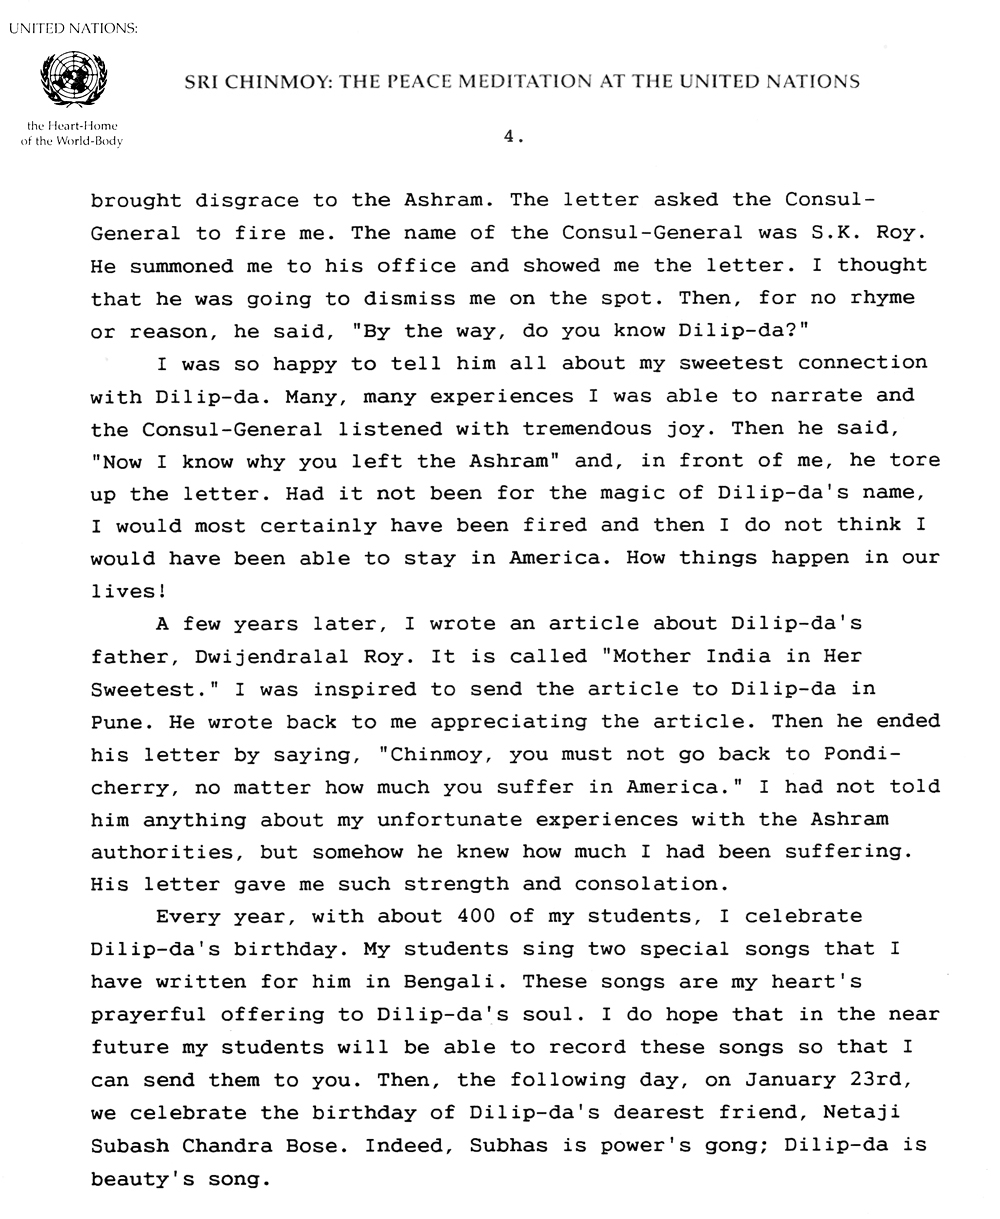 UNITED NATIONS:
SRI CHINMOY: THE PEACE MEDITATION AT THE UNITED NATIONS
the Heart-Home
of the World-Body
4.
brought disgrace to the Ashram. The letter asked the Consul-
General to fire me. The name of the Consul-General was S.K. Roy.
He summoned me to his office and showed me the letter. I thought
that he was going to dismiss me on the spot. Then, for no rhyme
or reason, he said, "By the way, do you know Dilip-da?"
I was so happy to tell him all about my sweetest connection
with Dilip-da. Many, many experiences I was able to narrate and
the Consul-General listened with tremendous joy. Then he said,
"Now I know why you left the Ashram" and, in front of me, he tore
up the letter. Had it not been for the magic of Dilip-da's name,
I would most certainly have been fired and then I do not think I
would have been able to stay in America. How things happen in our
lives!
A few years later, I wrote an article about Dilip-da's
father, Dwijendralal Roy. It is called "Mother India in Her
Sweetest." I was inspired to send the article to Dilip-da in
Pune. He wrote back to me appreciating the article. Then he ended
his letter by saying, "Chinmoy, you must not go back to Pondi-
cherry, no matter how much you suffer in America." I had not told
him anything about my unfortunate experiences with the Ashram
authorities, but somehow he knew how much I had been suffering.
His letter gave me such strength and consolation.
Every year, with about 400 of my students, I celebrate
Dilip-da's birthday. My students sing two special songs that I
have written for him in Bengali. These songs are my heart's
prayerful offering to Dilip-da's soul. I do hope that in the near
future my students will be able to record these songs so that I
can send them to you. Then, the following day, on January 23rd,
we celebrate the birthday of Dilip-da's dearest friend, Netaji
Subash Chandra Bose. Indeed, Subhas is power's gong; Dilip-da is
beauty's song.